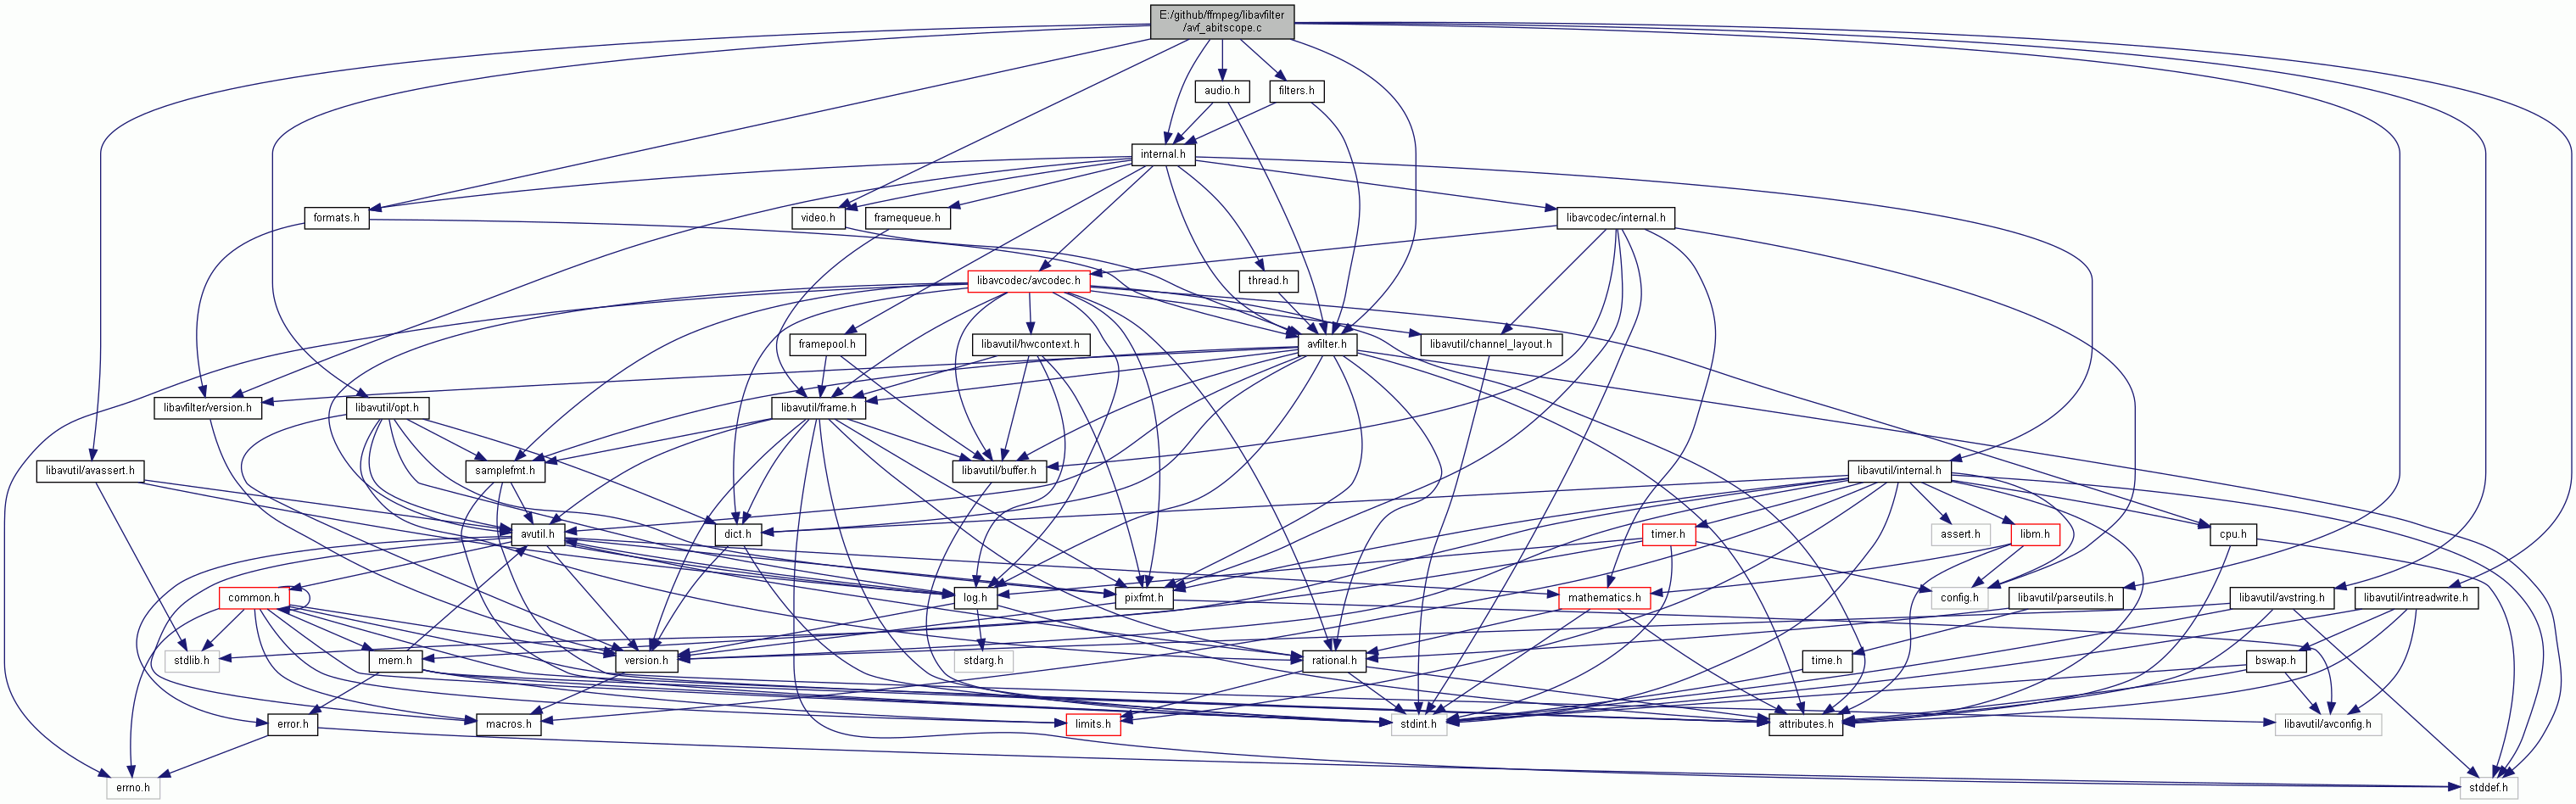 E:/github/ffmpeg/libavfilter
/avf_abitscope.c
audio.h
filters.h
internal.h
formats.h
video.h
framequeue.h
libavcodec/internal.h
libavcodec/avcodec.h
thread.h
framepool.h
libavutil/hwcontext.h
avfilter.h
libavutil/channel_layout.h
libavfilter/version.h
libavutil/opt.h
libavutil/frame.h
libavutil/avassert.h
samplefmt.h
libavutil/buffer.h
libavutil/internal.h
avutil.h
dict.h
timer.h
assert.h
libm.h
cpu.h
common.h
log.h
pixfmt.h
mathematics.h
config.h
libavutil/parseutils.h
libavutil/avstring.h
libavutil/intreadwrite.h
stdlib.h
mem.h
version.h
stdarg.h
rational.h
time.h
bswap.h
error.h
macros.h
limits.h
stdint.h
attributes.h
libavutil/avconfig.h
errno.h
stddef.h